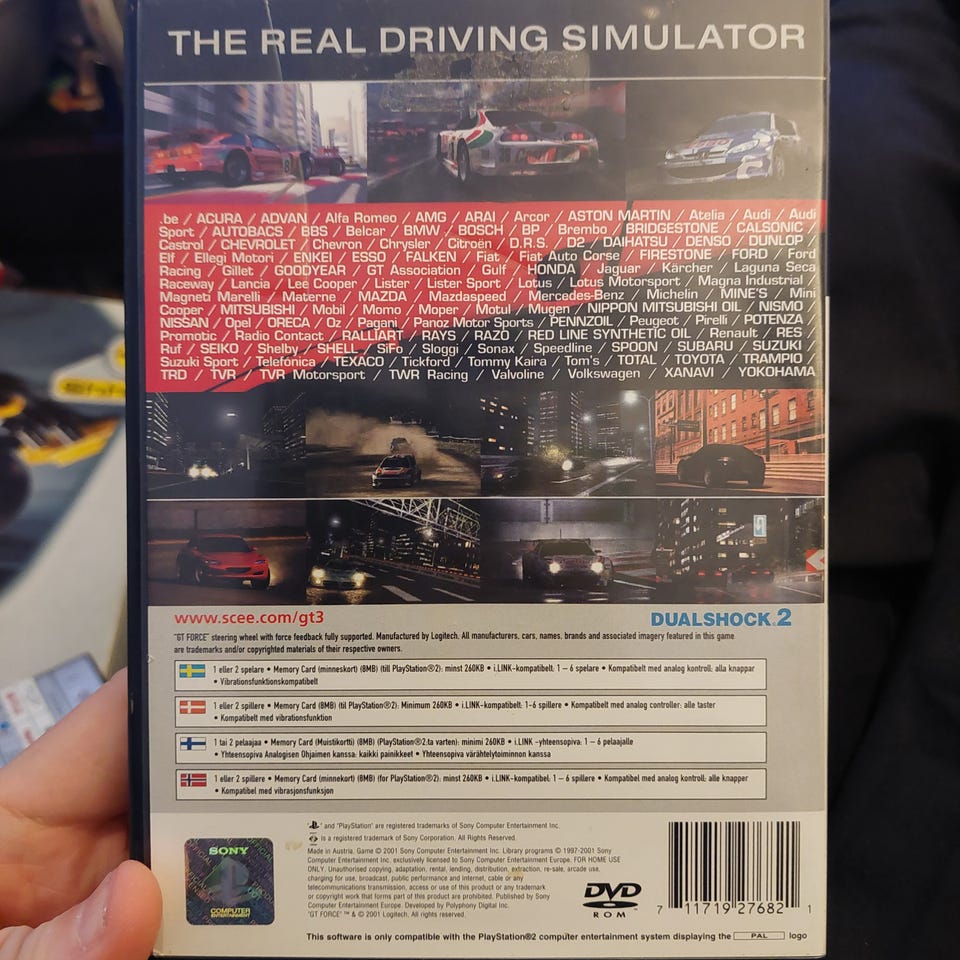 THE REAL DRIVING SIMULATOR
.be / ACURA / ADVAN / Alfa Romeo / AMG / ARAI / Arcor / ASTON MARTIN / Atelia / Audi / Audi
Sport / AUTOBACS / BBS / Belcar / BMW / BOSCH / BP / Brembo / BRIDGESTONE / CALSONIC /
Castrol / CHEVROLET / Chevron / Chrysler / Citroën / D.R.S. / D2 / DAIHATSU / DENSO / DUNLOP /
Elf / Ellegi Motori / ENKEI / ESSO / FALKEN / Fiat / Fiat Auto Corse / FIRESTONE / FORD / Ford
Racing / Gillet / GOODYEAR / GT Association / Gulf / HONDA / Jaguar / Kärcher / Laguna Seca
Raceway / Lancia / Lee Cooper / Lister / Lister Sport / Lotus / Lotus Motorsport / Magna Industrial /
Magneti Marelli / Materne / MAZDA / Mazdaspeed / Mercedes-Benz / Michelin / MINE'S / Mini
Cooper / MITSUBISHI / Mobil / Momo / Moper / Motul / Mugen / NIPPON MITSUBISHI OIL / NISMO /
NISSAN / Opel / ORECA / Oz / Pagani / Panoz Motor Sports / PENNZOIL / Peugeot / Pirelli / POTENZA /
Promotic / Radio Contact / RALLIART / RAYS / RAZO / RED LINE SYNTHETIC OIL / Renault / RES /
Ruf / SEIKO / Shelby / SHELL / SiFo / Sloggi / Sonax / Speedline / SPOON / SUBARU / SUZUKI /
Suzuki Sport / Telefónica / TEXACO / Tickford / Tommy Kaira / Tom's / TOTAL / TOYOTA / TRAMPIO /
TRD / TVR / TVR Motorsport / TWR Racing / Valvoline / Volkswagen / XANAVI / YOKOHAMA
www.scee.com/gt3
DUALSHOCK 2
"GT FORCE" steering wheel with force feedback fully supported. Manufactured by Logitech. All manufacturers, cars, names, brands and associated imagery featured in this game
are trademarks and/or copyrighted materials of their respective owners.
1 eller 2 spelare • Memory Card (minneskort) (8MB) (till PlayStation®2): minst 260KB • i.LINK-kompatibelt: 1 – 6 spelare • Kompatibelt med analog kontroll: alla knappar
• Vibrationsfunktionskompatibelt
1 eller 2 spillere • Memory Card (8MB) (til PlayStation®2): Minimum 260KB • i.LINK-kompatibelt: 1-6 spillere • Kompatibelt med analog controller: alle taster
• Kompatibelt med vibrationsfunktion
1 tai 2 pelaajaa • Memory Card (Muistikortti) (8MB) (PlayStation®2:ta varten): minimi 260KB • i.LINK -yhteensopiva: 1 – 6 pelaajalle
• Yhteensopiva Analogisen Ohjaimen kanssa: kaikki painikkeet • Yhteensopiva värähtelytoiminnon kanssa
1 eller 2 spillere • Memory Card (minnekort) (8MB) (for PlayStation®2): minst 260KB • i.LINK-kompatibel: 1 – 6 spillere • Kompatibel med analog kontroll: alle knapper
• Kompatibel med vibrasjonsfunksjon
" " and "PlayStation" are registered trademarks of Sony Computer Entertainment Inc.
is a registered trademark of Sony Corporation. All Rights Reserved.
Made in Austria. Game © 2001 Sony Computer Entertainment Inc. Library programs © 1997-2001 Sony
Computer Entertainment Inc. exclusively licensed to Sony Computer Entertainment Europe. FOR HOME USE
ONLY. Unauthorised copying, adaptation, rental, lending, distribution, extraction, re-sale, arcade use,
charging for use, broadcast, public performance and internet, cable or any
telecommunications transmission, access or use of this product or any trademark
or copyright work that forms part of this product are prohibited. Published by Sony
Computer Entertainment Europe. Developed by Polyphony Digital Inc.
"GT FORCE" ™ & © 2001 Logitech. All rights reserved.
SONY
COMPUTER
ENTERTAINMENT
DVD
ROM
7 11719 27682 1
This software is only compatible with the PlayStation®2 computer entertainment system displaying the PAL logo